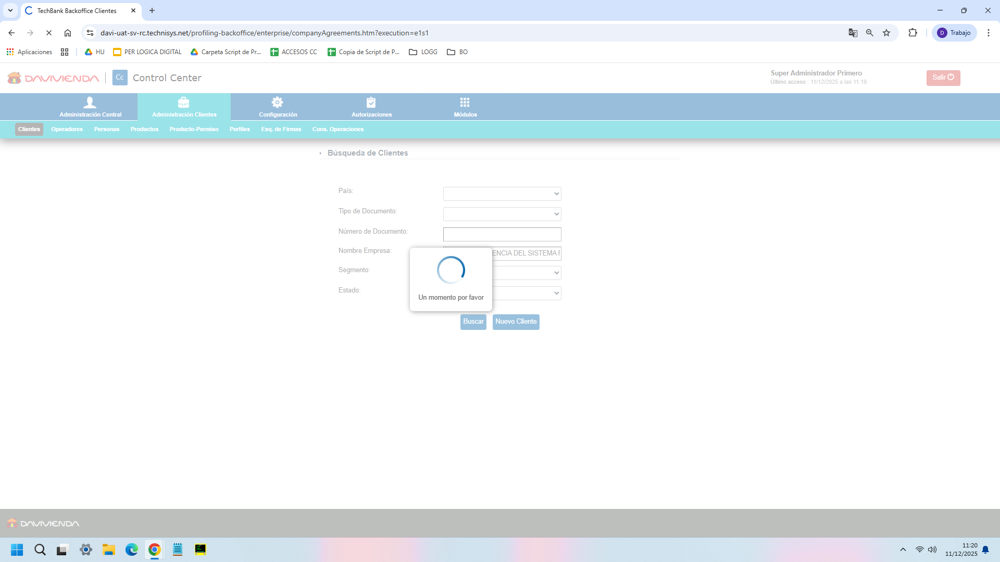 TechBank Backoffice Clientes
davi-uat-sv-rc.technisys.net/profiling-backoffice/enterprise/companyAgreements.htm?execution=e1s1
D Trabajo
Aplicaciones HU PER LOGICA DIGITAL Carpeta Script de Pr... ACCESOS CC Copia de Script de P... LOGG BO
DAVIVIENDA Cc Control Center
Super Administrador Primero
Último acceso : 11/12/2025 a las 11:19
Salir
Administración Central Administración Clientes Configuración Autorizaciones Módulos
Clientes Operadores Personas Productos Producto-Permiso Perfiles Esq. de Firmas Cons. Operaciones
Búsqueda de Clientes
País:
Tipo de Documento:
Número de Documento:
Nombre Empresa: ENCIA DEL SISTEMA
Segmento:
Estado:
Un momento por favor
Buscar Nuevo Cliente
DAVIVIENDA
11:20
11/12/2025